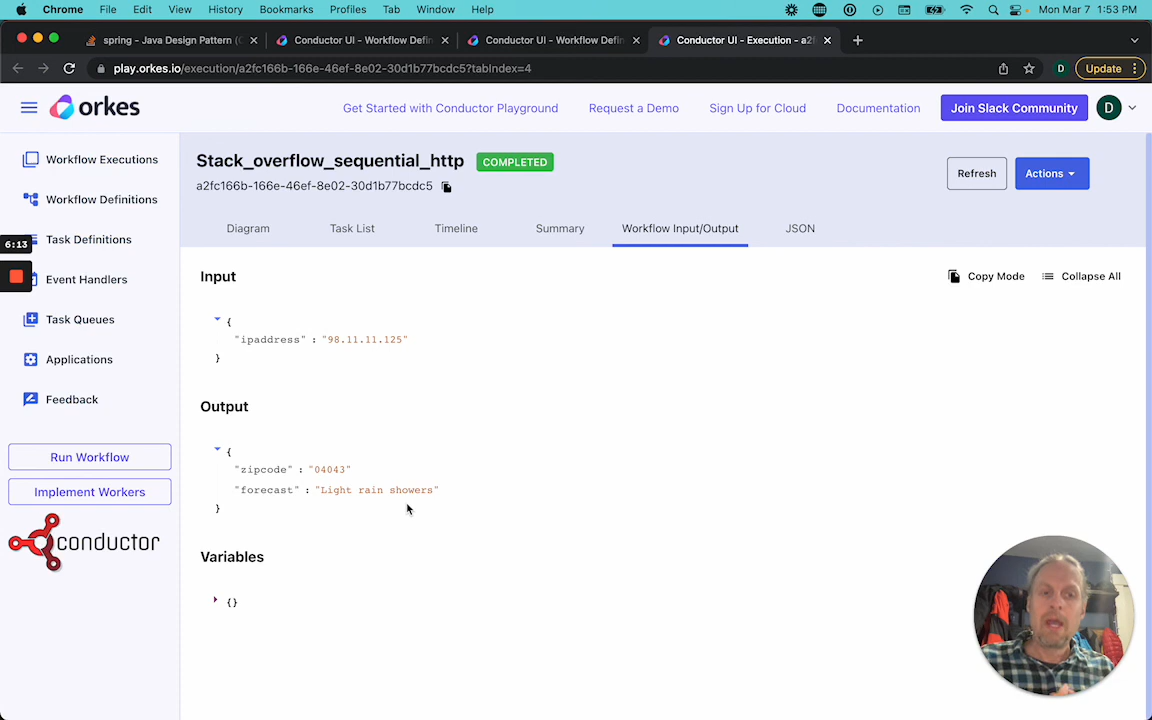 Chrome File Edit View History Bookmarks Profiles Tab Window Help Mon Mar 7 1:53 PM
spring - Java Design Pattern (
Conductor UI - Workflow Defin
Conductor UI - Workflow Defin
Conductor UI - Execution - a2f
play.orkes.io/execution/a2fc166b-166e-46ef-8e02-30d1b77bcdc5?tabIndex=4
D
Update
orkes
Get Started with Conductor Playground
Request a Demo
Sign Up for Cloud
Documentation
Join Slack Community
D
Workflow Executions
Workflow Definitions
6:13
Task Definitions
Event Handlers
Task Queues
Applications
Feedback
Run Workflow
Implement Workers
conductor
Stack_overflow_sequential_http COMPLETED
a2fc166b-166e-46ef-8e02-30d1b77bcdc5
Refresh
Actions
Diagram Task List Timeline Summary Workflow Input/Output JSON
Input
Copy Mode Collapse All
{
"ipaddress" : "98.11.11.125"
}
Output
{
"zipcode" : "04043"
"forecast" : "Light rain showers"
}
Variables
{}